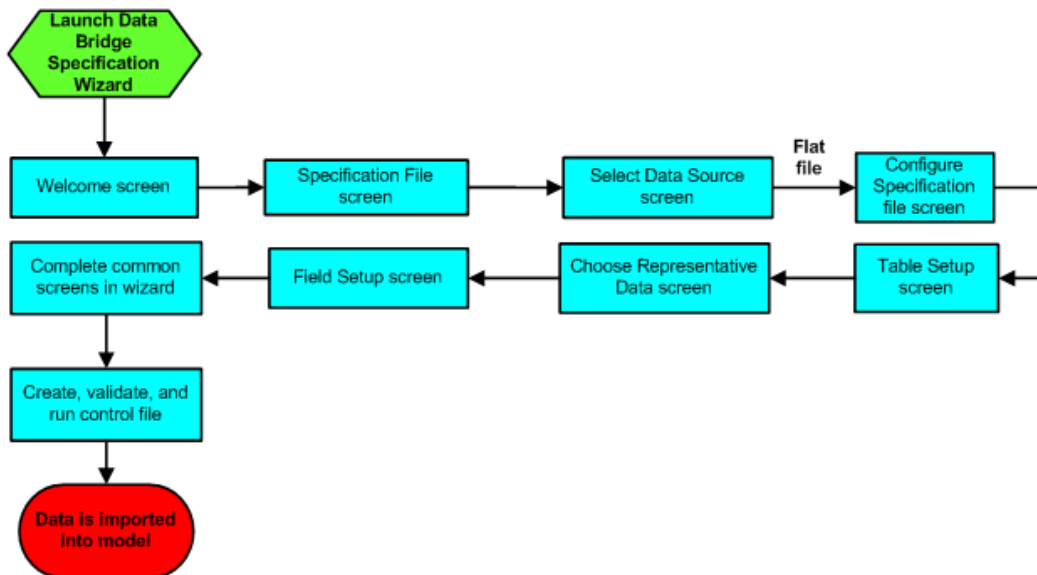 Launch Data
Bridge
Specification
Wizard
Welcome screen
Specification File
screen
Select Data Source
screen
Flat
file
Configure
Specification
file screen
Table Setup
screen
Choose Representative
Data screen
Field Setup screen
Complete common
screens in wizard
Create, validate, and
run control file
Data is imported
into model